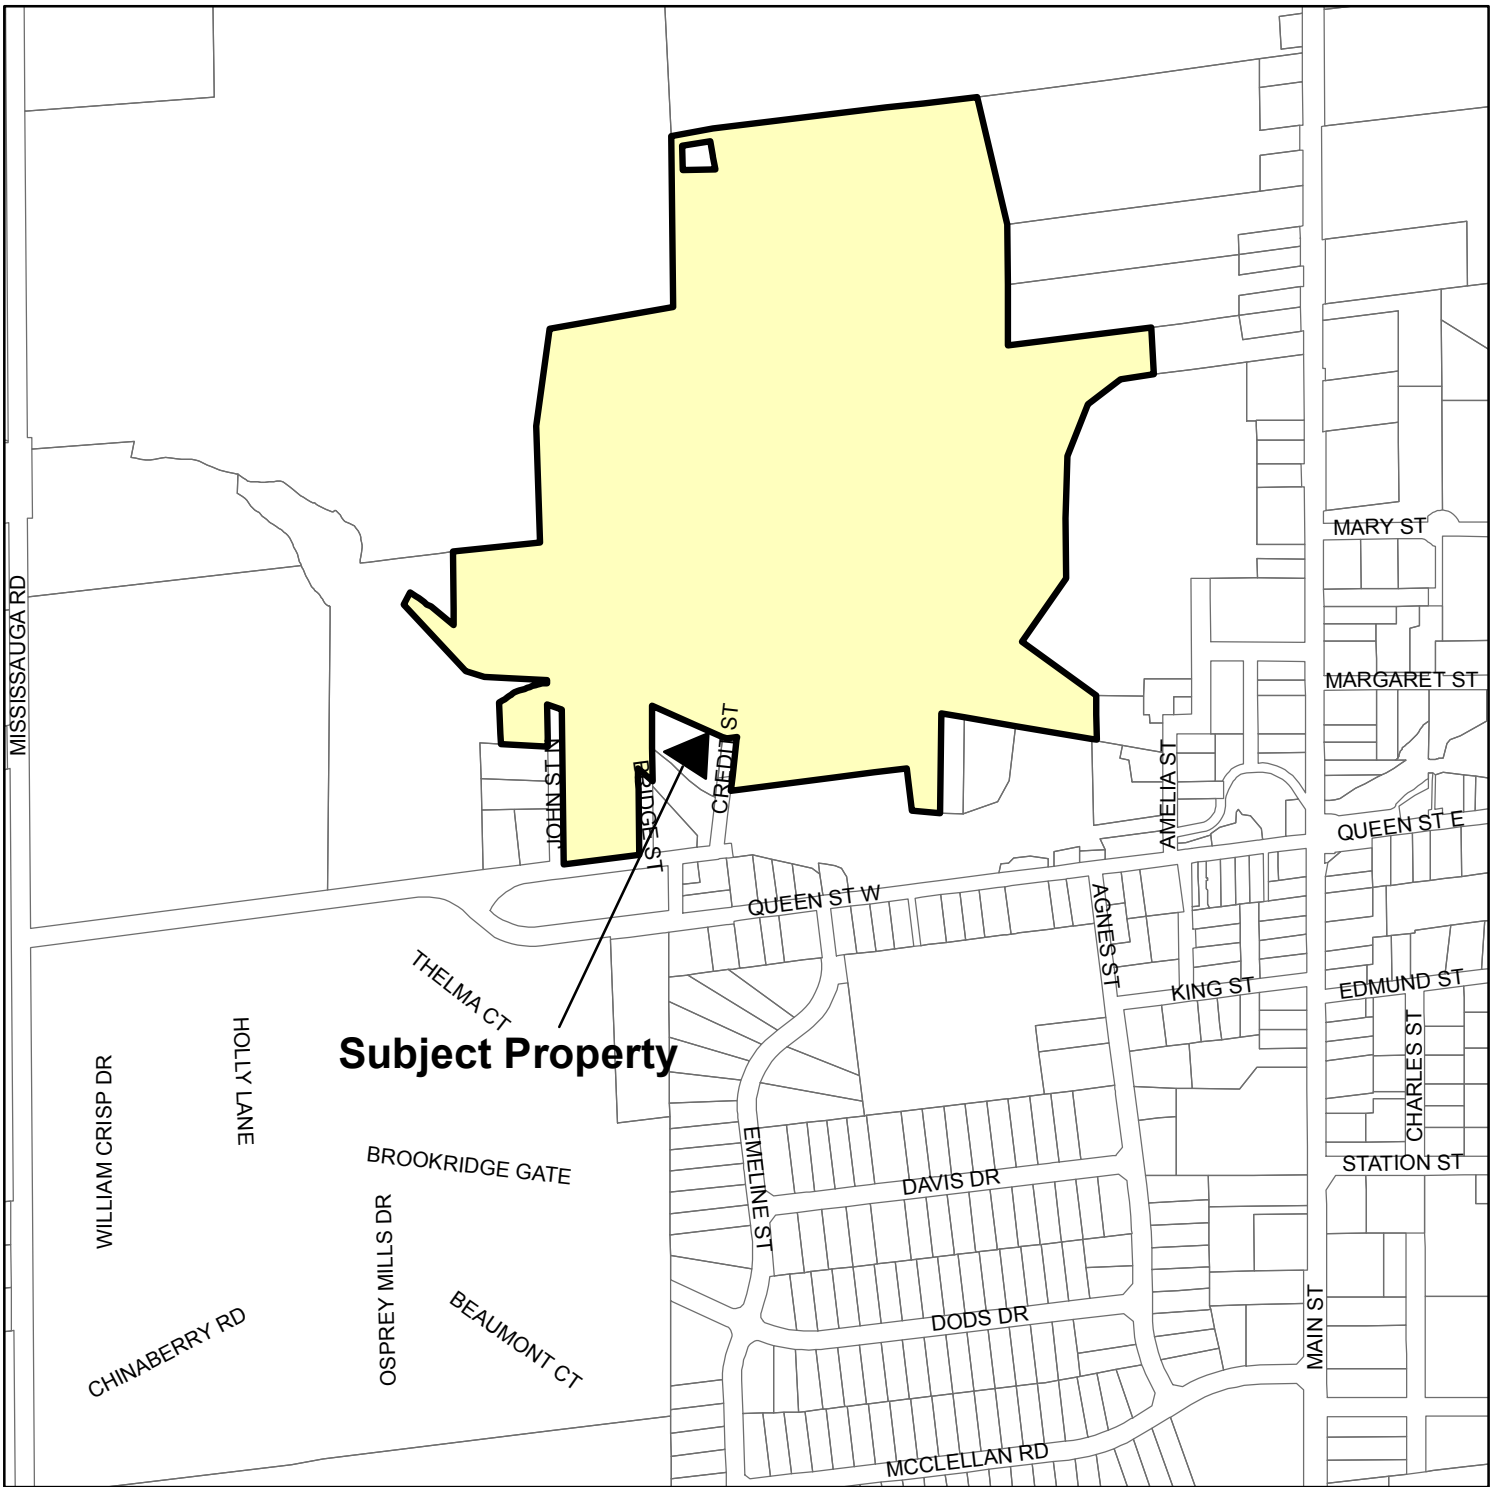 MARY ST
MISSISSAUGA RD
MARGARET ST
CREDIT ST
JOHN ST N
BRIDGE ST
AMELIA ST
QUEEN ST E
QUEEN ST W
AGNES ST
THELMA CT
KING ST
EDMUND ST
HOLLY LANE
Subject Property
CHARLES ST
WILLIAM CRISP DR
BROOKRIDGE GATE
EMELINE ST
DAVIS DR
STATION ST
OSPREY MILLS DR
BEAUMONT CT
DODS DR
MAIN ST
CHINABERRY RD
MCCLELLAN RD